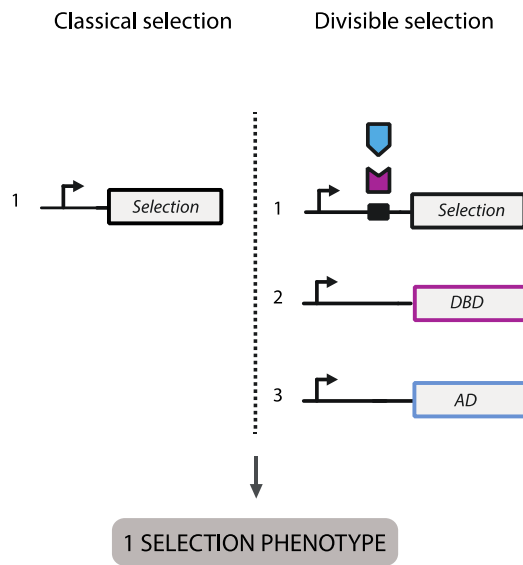 Classical selection
Divisible selection
1
Selection
1
Selection
2
DBD
3
AD
1 SELECTION PHENOTYPE